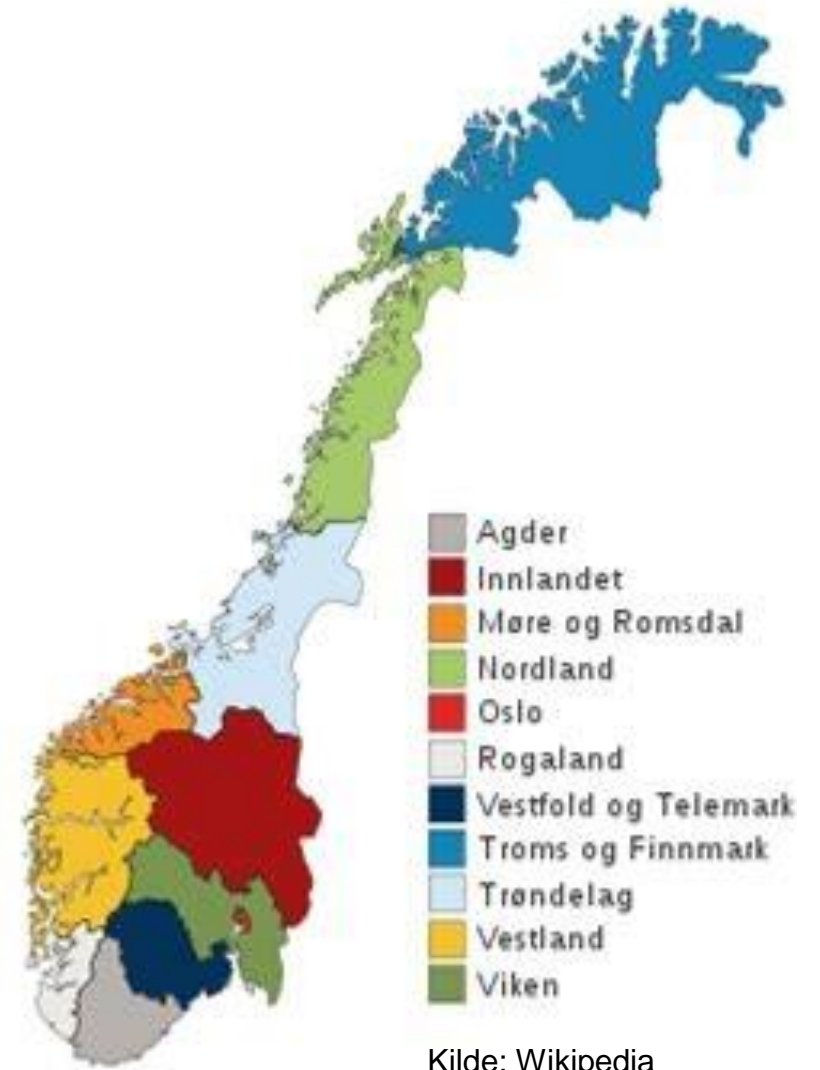 Agder
Innlandet
Møre og Romsdal
Nordland
Oslo
Rogaland
Vestfold og Telemark
Troms og Finnmark
Trøndelag
Vestland
Viken
Kilde: Wikipedia